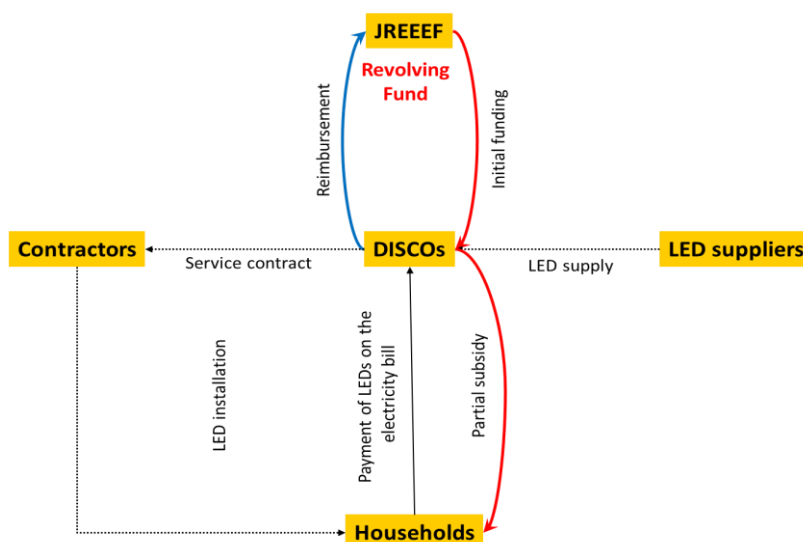 JREEEF
Revolving
Fund
Reimbursement
Initial funding
Contractors
DISCOs
LED suppliers
Service contract
LED supply
LED installation
Payment of LEDs on the
electricity bill
Partial subsidy
Households